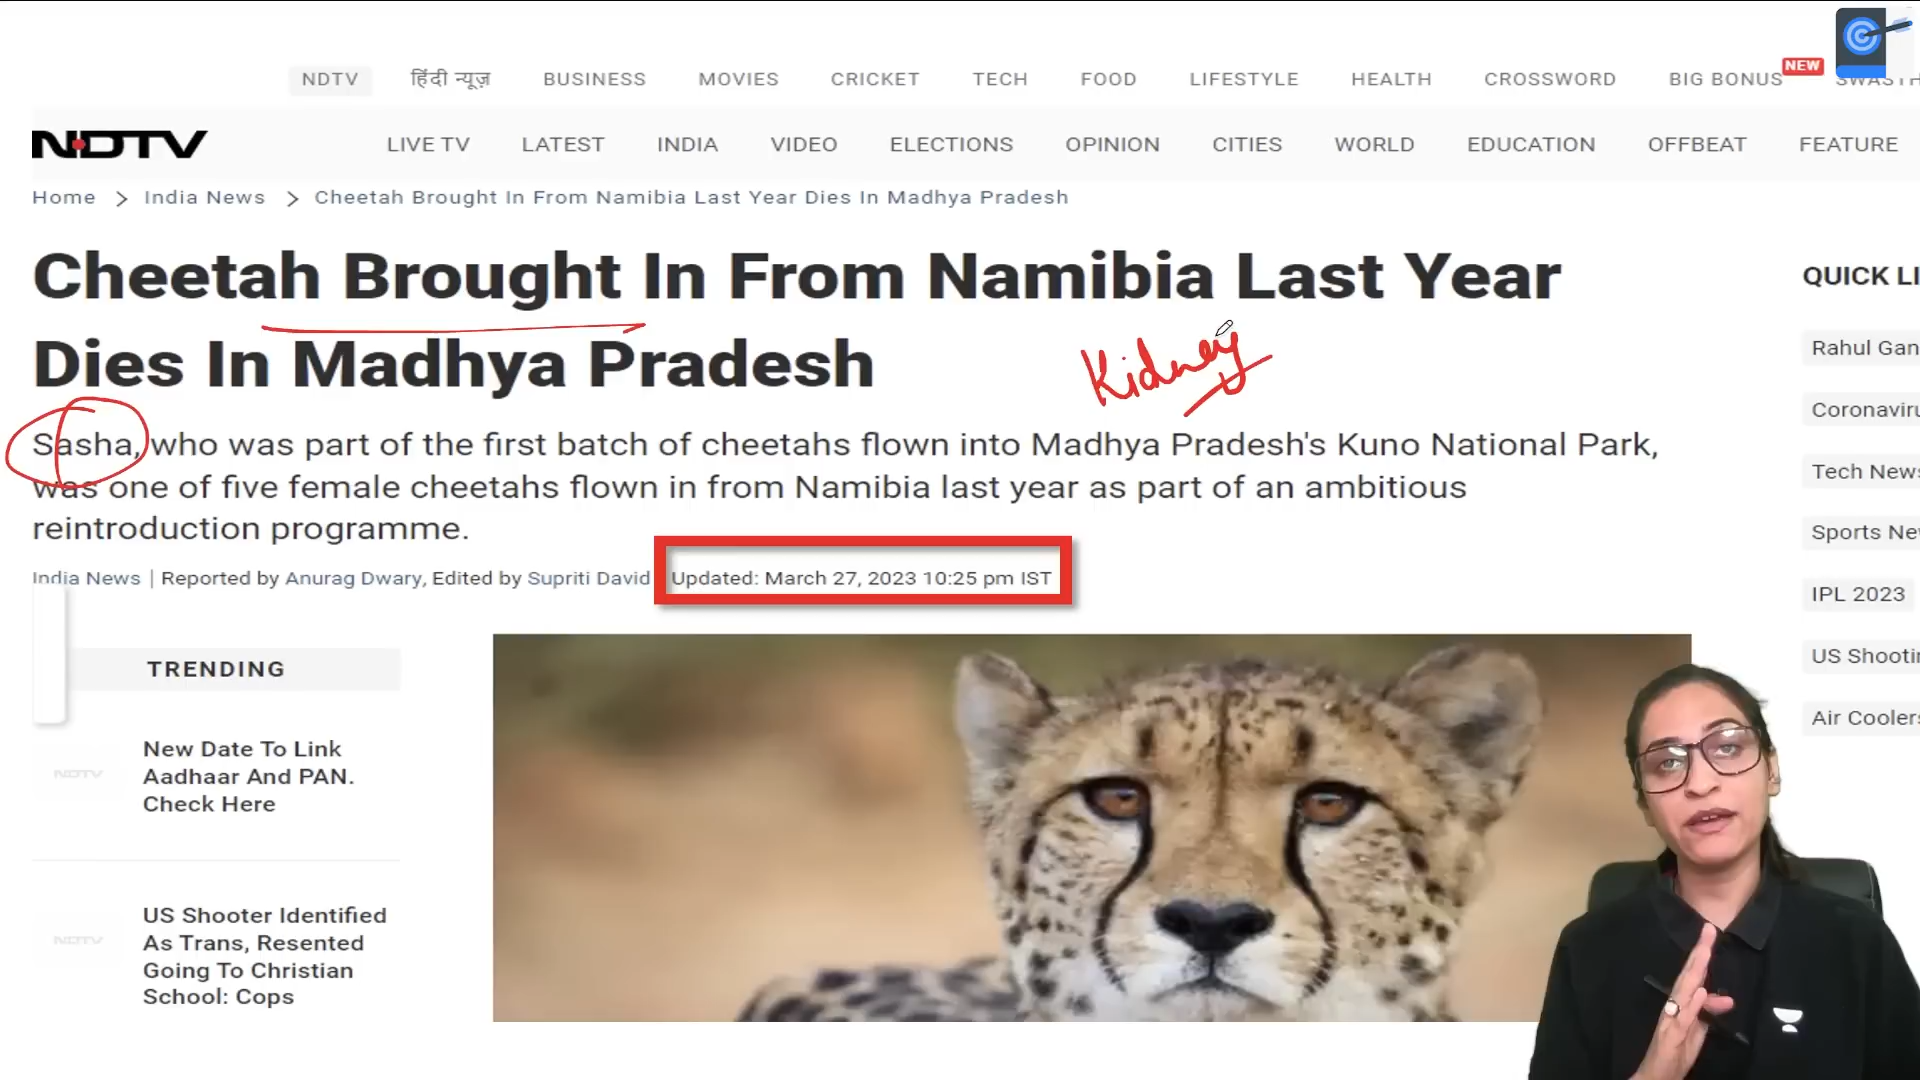 NDTV हिंदी न्यूज़ BUSINESS MOVIES CRICKET TECH FOOD LIFESTYLE HEALTH CROSSWORD BIG BONUS NEW SWASTH
NDTV LIVE TV LATEST INDIA VIDEO ELECTIONS OPINION CITIES WORLD EDUCATION OFFBEAT FEATURE
Home > India News > Cheetah Brought In From Namibia Last Year Dies In Madhya Pradesh
Cheetah Brought In From Namibia Last Year
Dies In Madhya Pradesh
Kidney
Sasha, who was part of the first batch of cheetahs flown into Madhya Pradesh's Kuno National Park,
was one of five female cheetahs flown in from Namibia last year as part of an ambitious
reintroduction programme.
India News | Reported by Anurag Dwary, Edited by Supriti David Updated: March 27, 2023 10:25 pm IST
TRENDING
NDTV
New Date To Link
Aadhaar And PAN.
Check Here
NDTV
US Shooter Identified
As Trans, Resented
Going To Christian
School: Cops
QUICK LI
Rahul Gan
Coronaviru
Tech News
Sports Ne
IPL 2023
US Shooti
Air Coolers